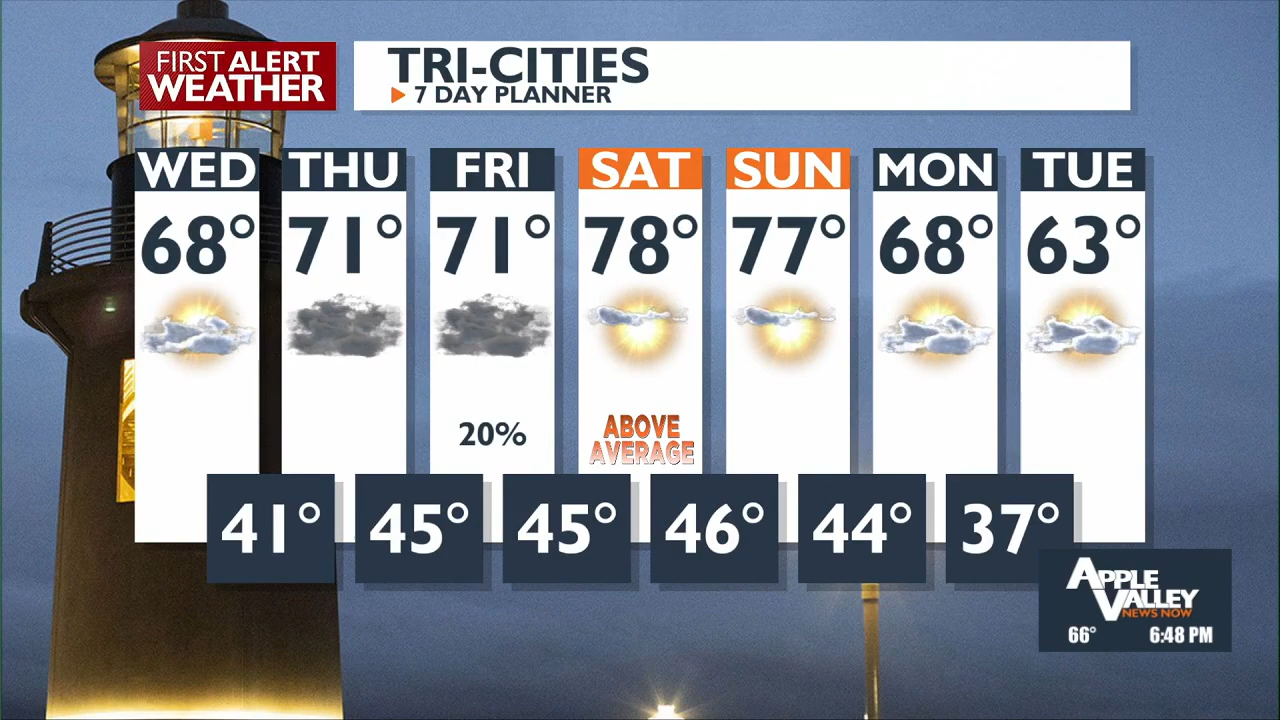 FIRST ALERT
WEATHER
TRI-CITIES
7 DAY PLANNER
WED THU FRI SAT SUN MON TUE
68° 71° 71° 78° 77° 68° 63°
20%
ABOVE
AVERAGE
41° 45° 45° 46° 44° 37°
APPLE
VALLEY
NEWS NOW
66° 6:48 PM